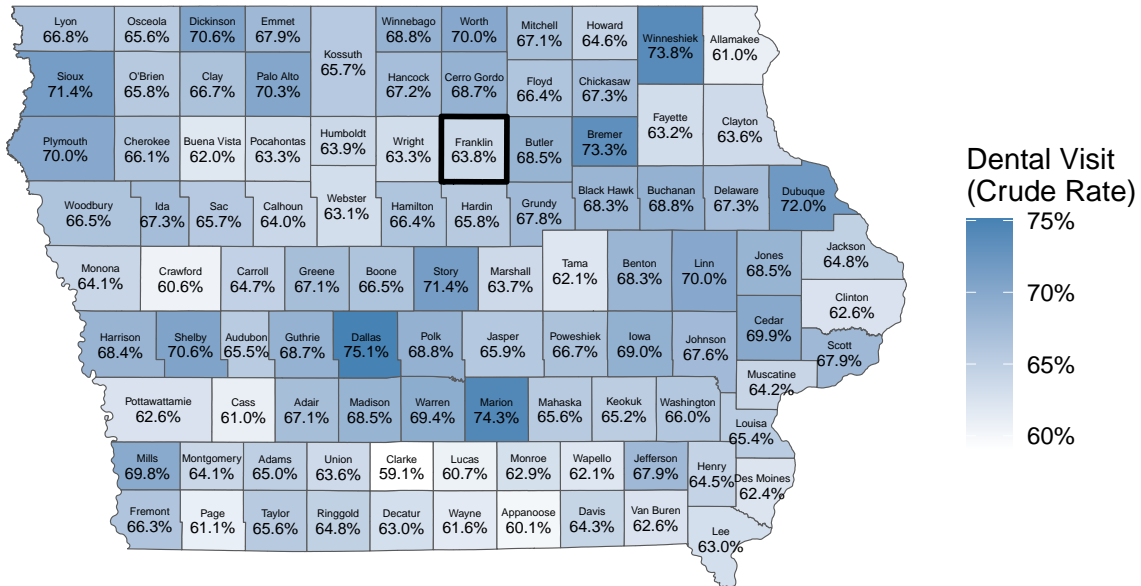 Lyon
66.8%
Osceola
65.6%
Dickinson
70.6%
Emmet
67.9%
Winnebago
68.8%
Worth
70.0%
Mitchell
67.1%
Howard
64.6%
Winneshiek
73.8%
Allamakee
61.0%
Kossuth
65.7%
Sioux
71.4%
O'Brien
65.8%
Clay
66.7%
Palo Alto
70.3%
Hancock
67.2%
Cerro Gordo
68.7%
Floyd
66.4%
Chickasaw
67.3%
Fayette
63.2%
Clayton
63.6%
Plymouth
70.0%
Cherokee
66.1%
Buena Vista
62.0%
Pocahontas
63.3%
Humboldt
63.9%
Wright
63.3%
Franklin
63.8%
Butler
68.5%
Bremer
73.3%
Woodbury
66.5%
Ida
67.3%
Sac
65.7%
Calhoun
64.0%
Webster
63.1%
Hamilton
66.4%
Hardin
65.8%
Grundy
67.8%
Black Hawk
68.3%
Buchanan
68.8%
Delaware
67.3%
Dubuque
72.0%
Monona
64.1%
Crawford
60.6%
Carroll
64.7%
Greene
67.1%
Boone
66.5%
Story
71.4%
Marshall
63.7%
Tama
62.1%
Benton
68.3%
Linn
70.0%
Jones
68.5%
Jackson
64.8%
Clinton
62.6%
Harrison
68.4%
Shelby
70.6%
Audubon
65.5%
Guthrie
68.7%
Dallas
75.1%
Polk
68.8%
Jasper
65.9%
Poweshiek
66.7%
Iowa
69.0%
Johnson
67.6%
Cedar
69.9%
Scott
67.9%
Muscatine
64.2%
Pottawattamie
62.6%
Cass
61.0%
Adair
67.1%
Madison
68.5%
Warren
69.4%
Marion
74.3%
Mahaska
65.6%
Keokuk
65.2%
Washington
66.0%
Louisa
65.4%
Mills
69.8%
Montgomery
64.1%
Adams
65.0%
Union
63.6%
Clarke
59.1%
Lucas
60.7%
Monroe
62.9%
Wapello
62.1%
Jefferson
67.9%
Henry
64.5%
Des Moines
62.4%
Fremont
66.3%
Page
61.1%
Taylor
65.6%
Ringgold
64.8%
Decatur
63.0%
Wayne
61.6%
Appanoose
60.1%
Davis
64.3%
Van Buren
62.6%
Lee
63.0%
Dental Visit
(Crude Rate)
75%
70%
65%
60%